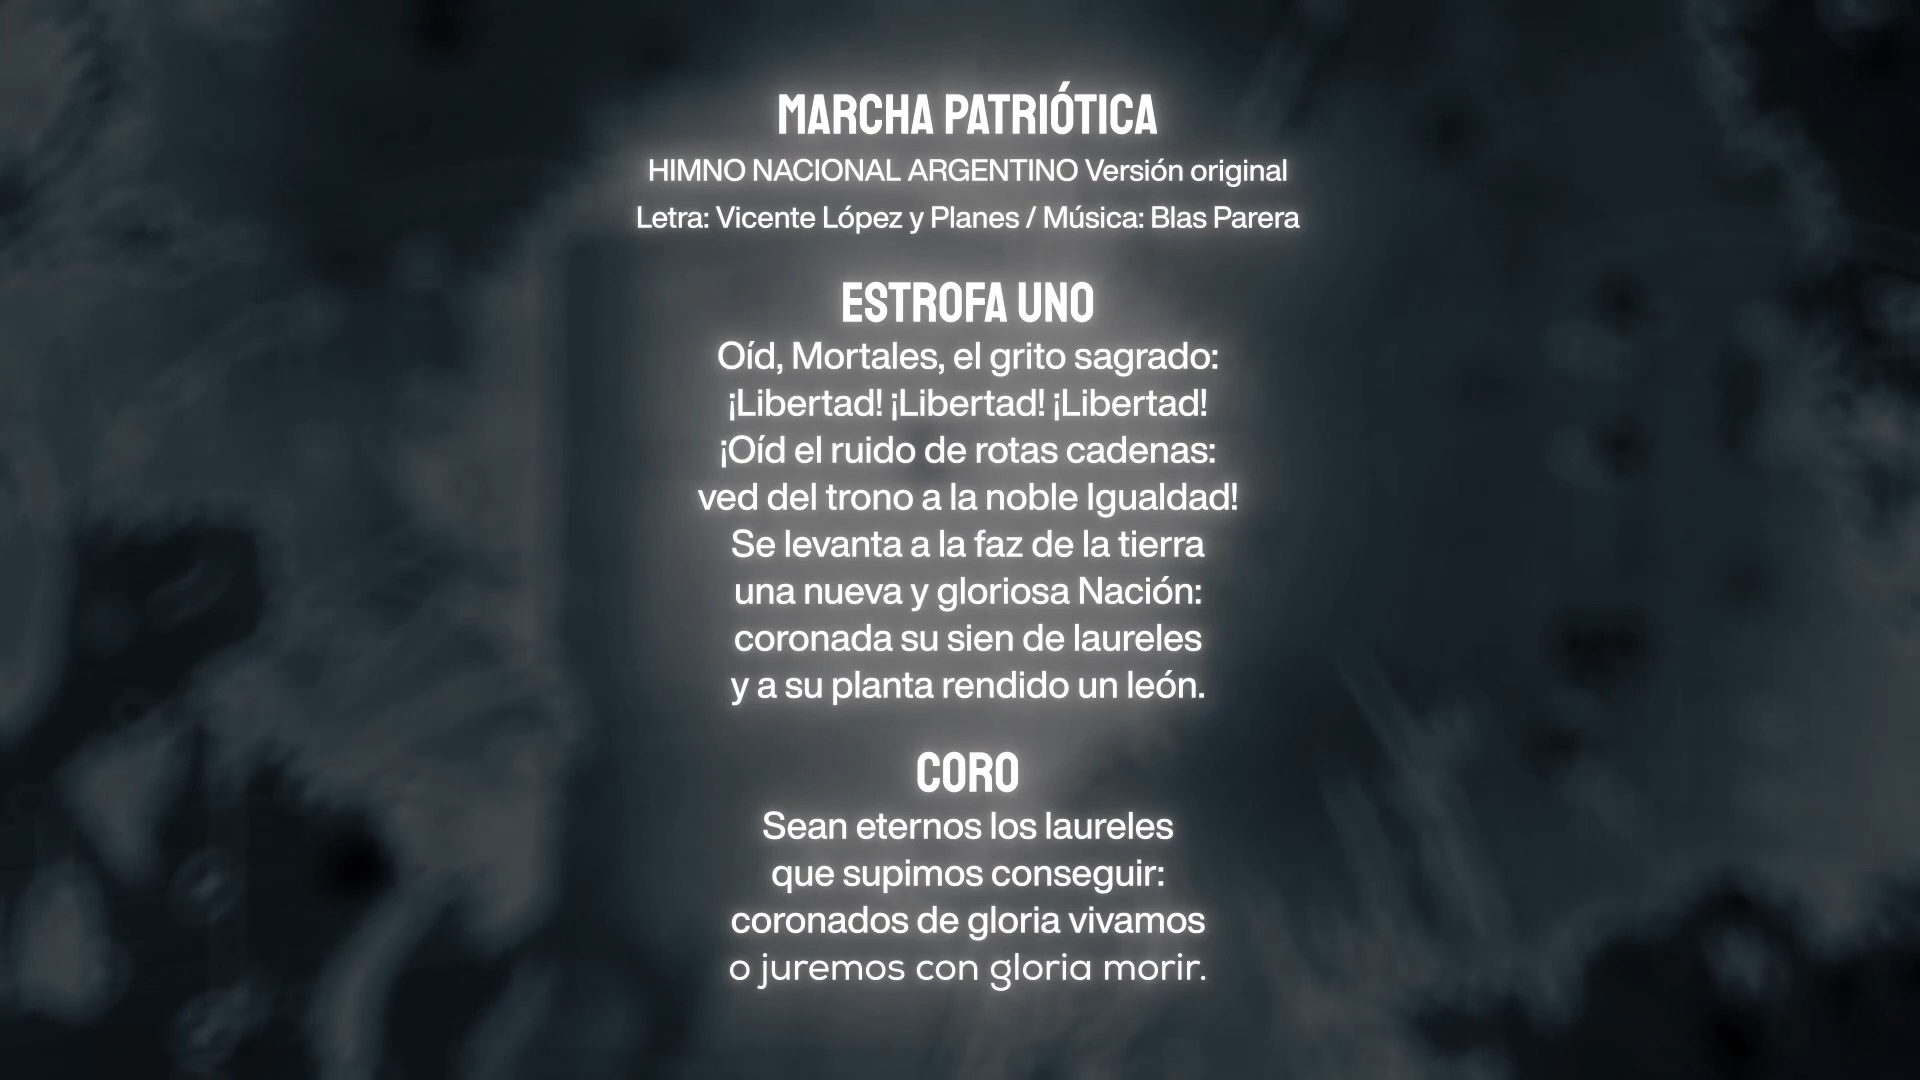 MARCHA PATRIÓTICA
HIMNO NACIONAL ARGENTINO Versión original
Letra: Vicente López y Planes / Música: Blas Parera
ESTROFA UNO
Oíd, Mortales, el grito sagrado:
¡Libertad! ¡Libertad! ¡Libertad!
¡Oíd el ruido de rotas cadenas:
ved del trono a la noble Igualdad!
Se levanta a la faz de la tierra
una nueva y gloriosa Nación:
coronada su sien de laureles
y a su planta rendido un león.
CORO
Sean eternos los laureles
que supimos conseguir:
coronados de gloria vivamos
o juremos con gloria morir.